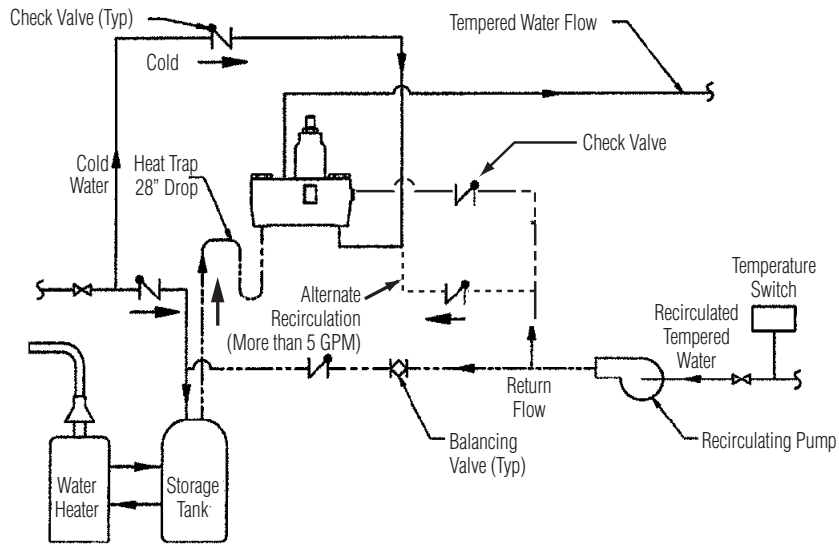 Check Valve (Typ)
Cold
Tempered Water Flow
Check Valve
Cold
Water
Heat Trap
28" Drop
Alternate
Recirculation
(More than 5 GPM)
Temperature
Switch
Recirculated
Tempered
Water
Return
Flow
Balancing
Valve (Typ)
Recirculating Pump
Water
Heater
Storage
Tank